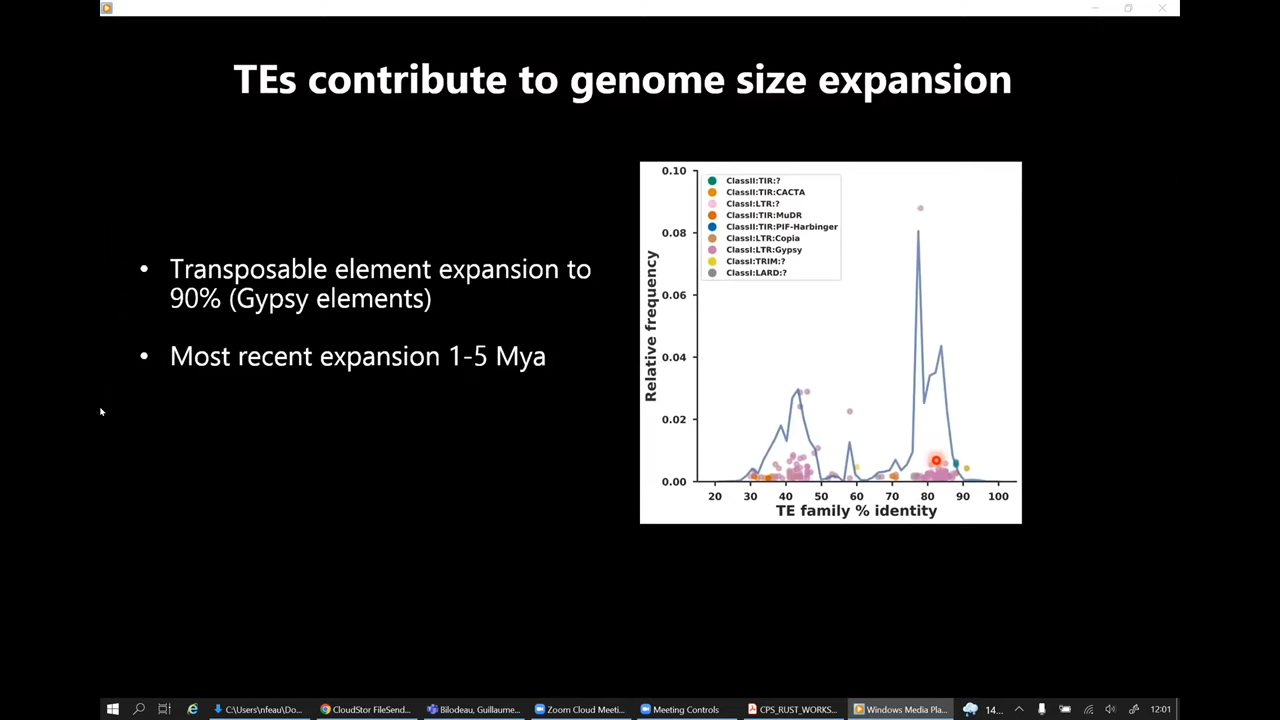 TEs contribute to genome size expansion
• Transposable element expansion to
90% (Gypsy elements)
• Most recent expansion 1-5 Mya
0.10
0.08
0.06
0.04
0.02
0.00
Relative frequency
ClassII:TIR:?
ClassII:TIR:CACTA
ClassI:LTR:?
ClassII:TIR:MuDR
ClassII:TIR:PIF-Harbinger
ClassI:LTR:Copia
ClassI:LTR:Gypsy
ClassI:TRIM:?
ClassI:LARD:?
20 30 40 50 60 70 80 90 100
TE family % identity
C:\Users\nfeau\Do...
CloudStor FileSend...
Bilodeau, Guillaume...
Zoom Cloud Meeti...
Meeting Controls
CPS_RUST_WORKS...
Windows Media Pla...
14...
12:01